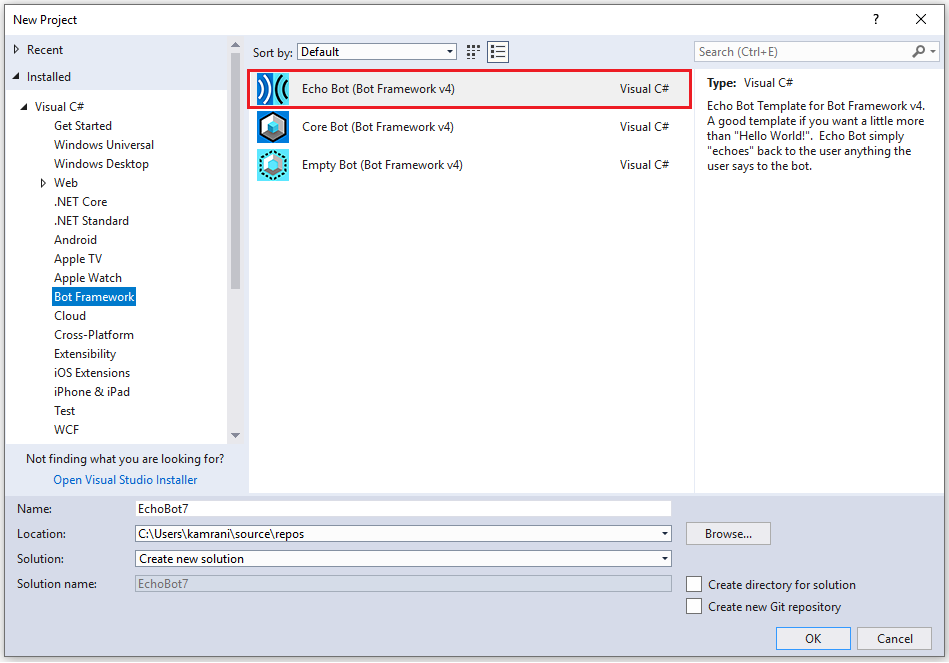 New Project
?
Recent
Installed
Visual C#
Get Started
Windows Universal
Windows Desktop
Web
.NET Core
.NET Standard
Android
Apple TV
Apple Watch
Bot Framework
Cloud
Cross-Platform
Extensibility
iOS Extensions
iPhone & iPad
Test
WCF
Not finding what you are looking for?
Open Visual Studio Installer
Sort by: Default
Echo Bot (Bot Framework v4) Visual C#
Core Bot (Bot Framework v4) Visual C#
Empty Bot (Bot Framework v4) Visual C#
Search (Ctrl+E)
Type: Visual C#
Echo Bot Template for Bot Framework v4.
A good template if you want a little more
than "Hello World!". Echo Bot simply
"echoes" back to the user anything the
user says to the bot.
Name: EchoBot7
Location: C:\Users\kamrani\source\repos
Browse...
Solution: Create new solution
Solution name: EchoBot7
Create directory for solution
Create new Git repository
OK Cancel